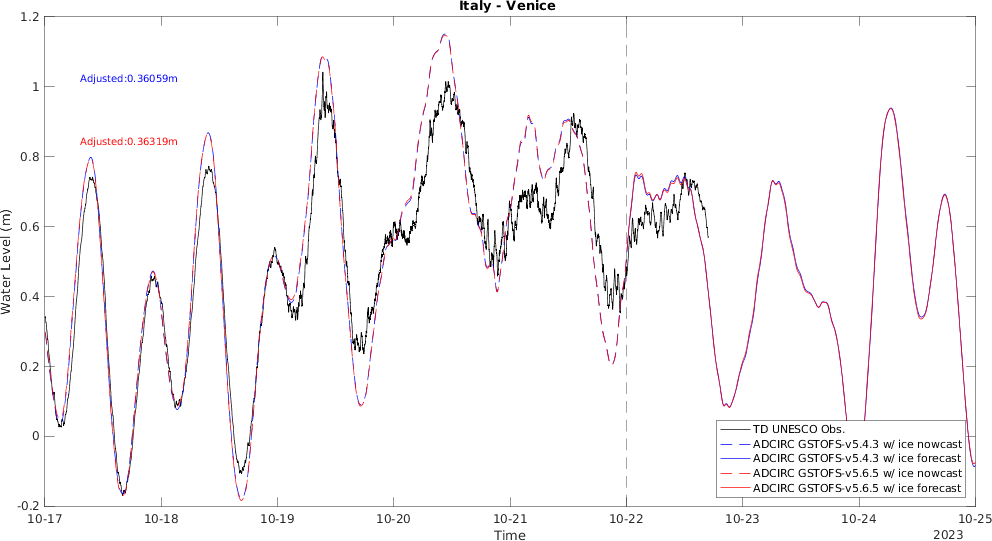 Italy - Venice
Adjusted:0.36059m
Adjusted:0.36319m
Water Level (m)
1.2
1
0.8
0.6
0.4
0.2
0
-0.2
10-17
10-18
10-19
10-20
10-21
10-22
10-23
10-24
10-25
Time
2023
TD UNESCO Obs.
ADCIRC GSTOFS-v5.4.3 w/ ice nowcast
ADCIRC GSTOFS-v5.4.3 w/ ice forecast
ADCIRC GSTOFS-v5.6.5 w/ ice nowcast
ADCIRC GSTOFS-v5.6.5 w/ ice forecast